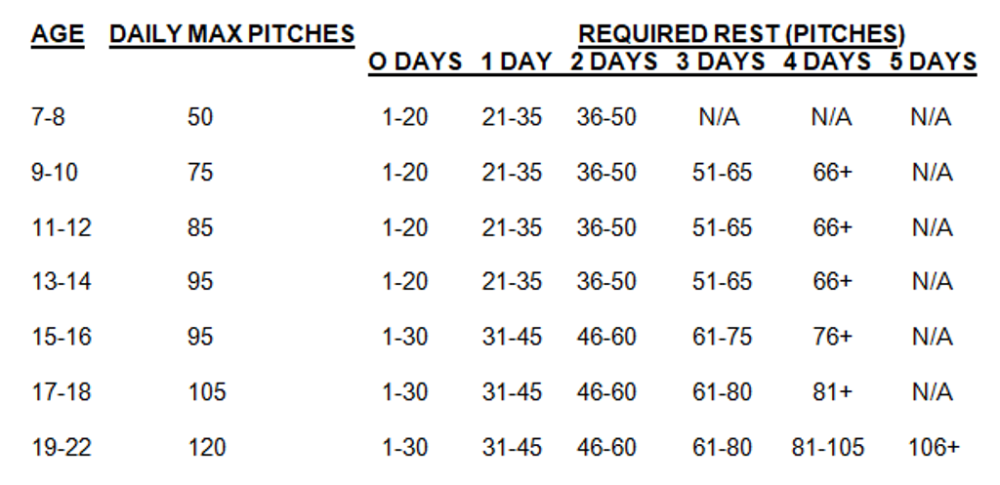 AGE DAILY MAX PITCHES REQUIRED REST (PITCHES)
O DAYS 1 DAY 2 DAYS 3 DAYS 4 DAYS 5 DAYS
7-8 50 1-20 21-35 36-50 N/A N/A N/A
9-10 75 1-20 21-35 36-50 51-65 66+ N/A
11-12 85 1-20 21-35 36-50 51-65 66+ N/A
13-14 95 1-20 21-35 36-50 51-65 66+ N/A
15-16 95 1-30 31-45 46-60 61-75 76+ N/A
17-18 105 1-30 31-45 46-60 61-80 81+ N/A
19-22 120 1-30 31-45 46-60 61-80 81-105 106+